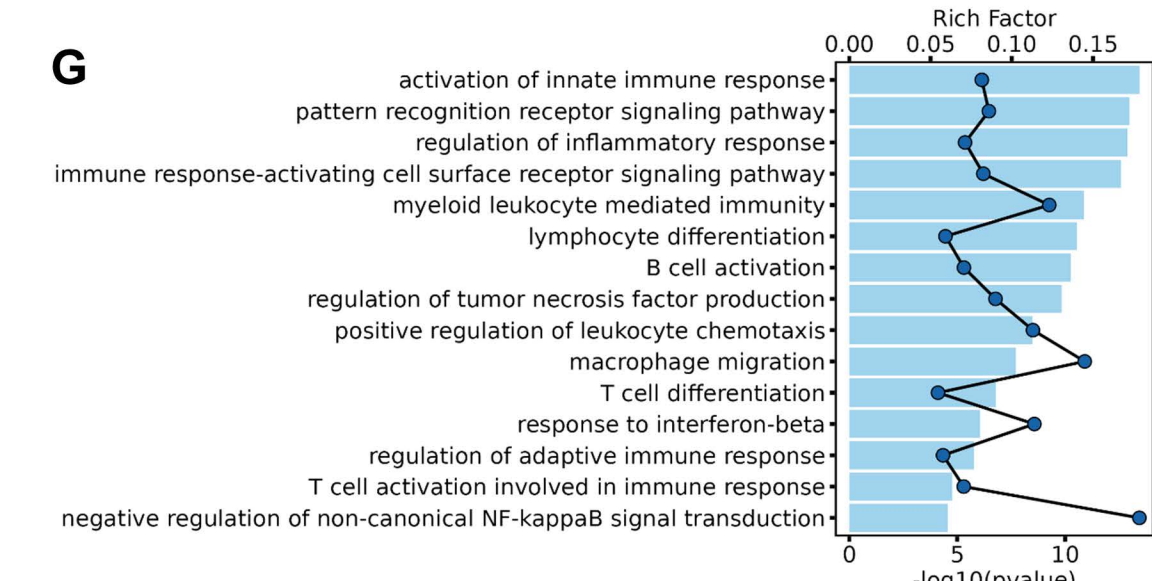 Rich Factor
0.00 0.05 0.10 0.15
G
activation of innate immune response
pattern recognition receptor signaling pathway
regulation of inflammatory response
immune response-activating cell surface receptor signaling pathway
myeloid leukocyte mediated immunity
lymphocyte differentiation
B cell activation
regulation of tumor necrosis factor production
positive regulation of leukocyte chemotaxis
macrophage migration
T cell differentiation
response to interferon-beta
regulation of adaptive immune response
T cell activation involved in immune response
negative regulation of non-canonical NF-kappaB signal transduction
0 5 10
-log10(pvalue)